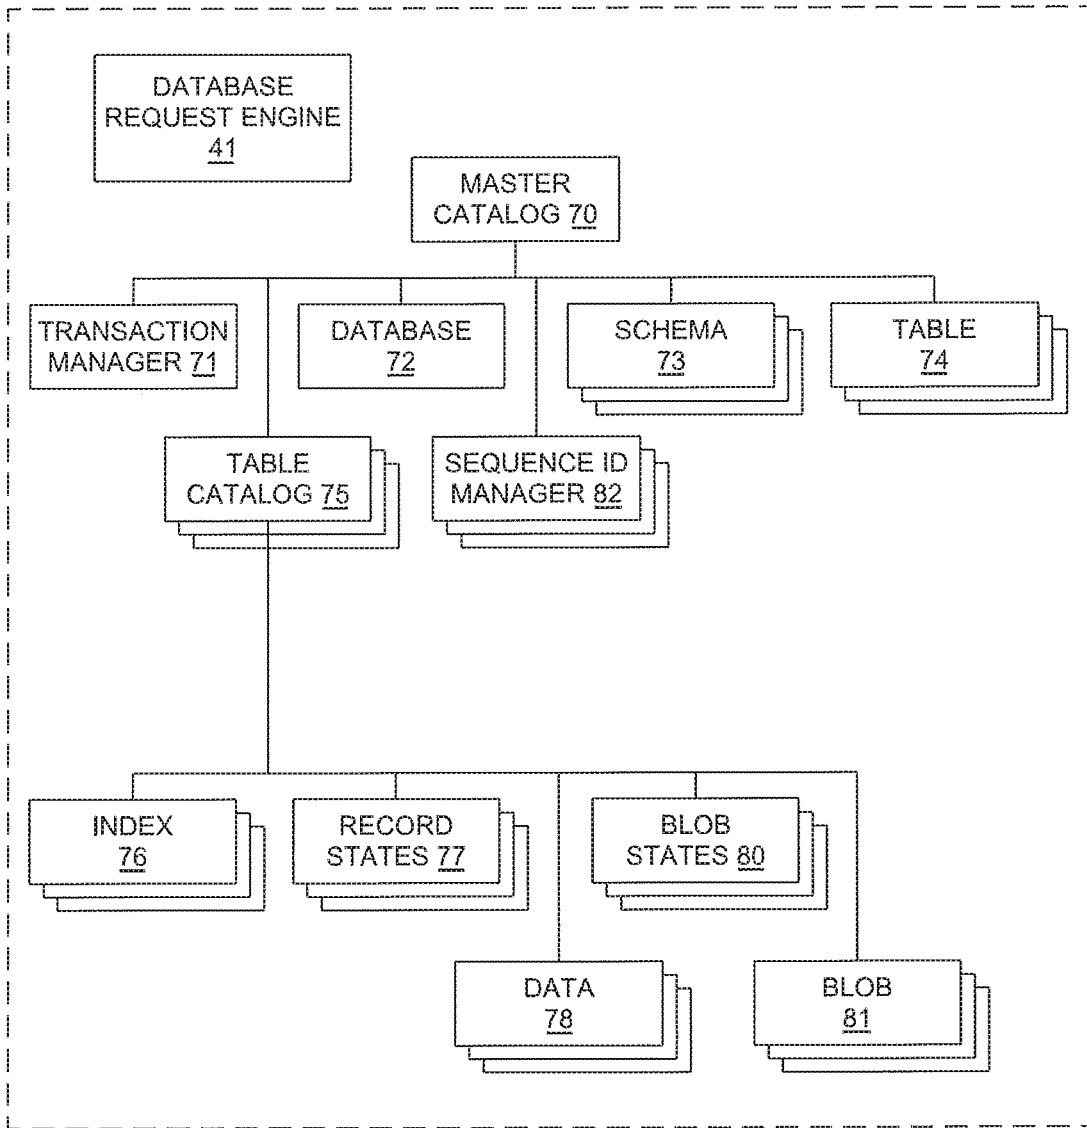 DATABASE
REQUEST ENGINE
41
MASTER
CATALOG 70
TRANSACTION
MANAGER 71
DATABASE
72
SCHEMA
73
TABLE
74
TABLE
CATALOG 75
SEQUENCE ID
MANAGER 82
INDEX
76
RECORD
STATES 77
BLOB
STATES 80
DATA
78
BLOB
81